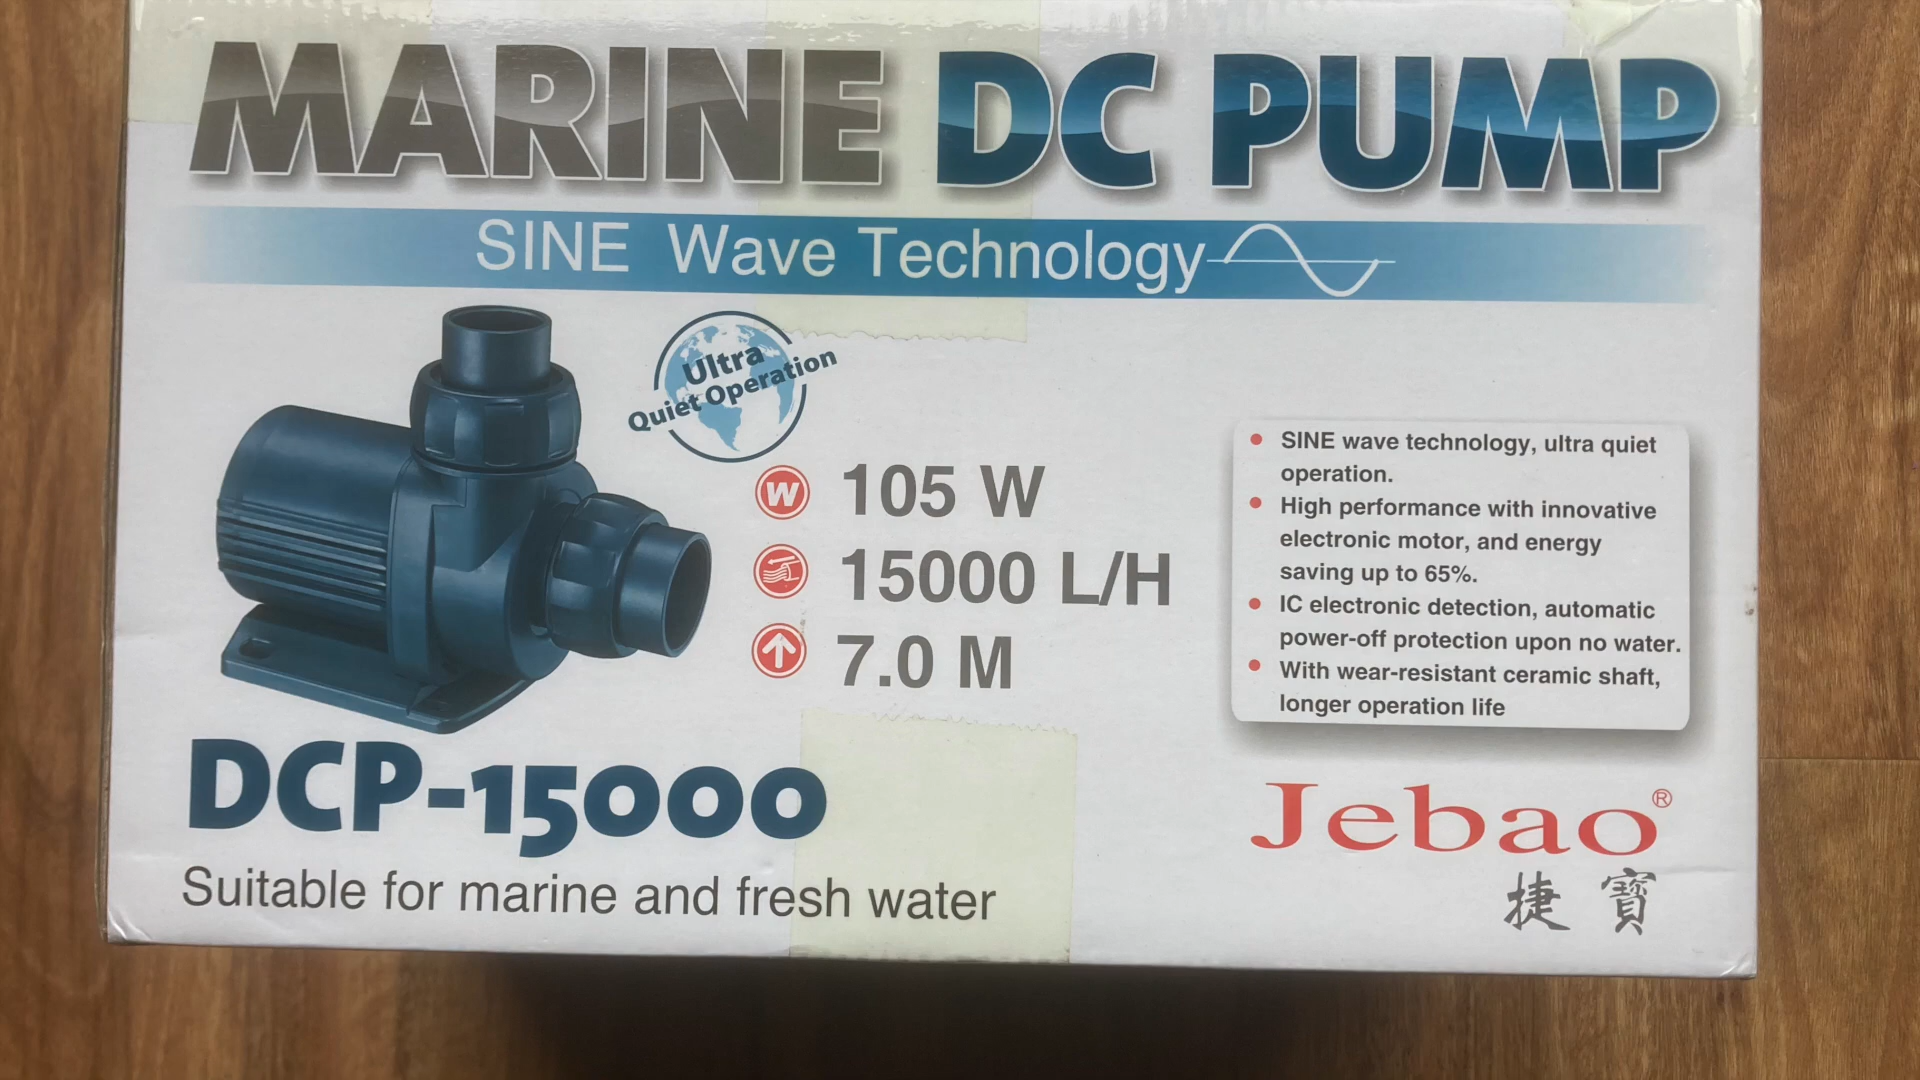 MARINE DC PUMP
SINE Wave Technology
Ultra
Quiet Operation
W 105 W
15000 L/H
7.0 M
SINE wave technology, ultra quiet
operation.
High performance with innovative
electronic motor, and energy
saving up to 65%.
IC electronic detection, automatic
power-off protection upon no water.
With wear-resistant ceramic shaft,
longer operation life
DCP-15000
Suitable for marine and fresh water
Jebao®
捷寶